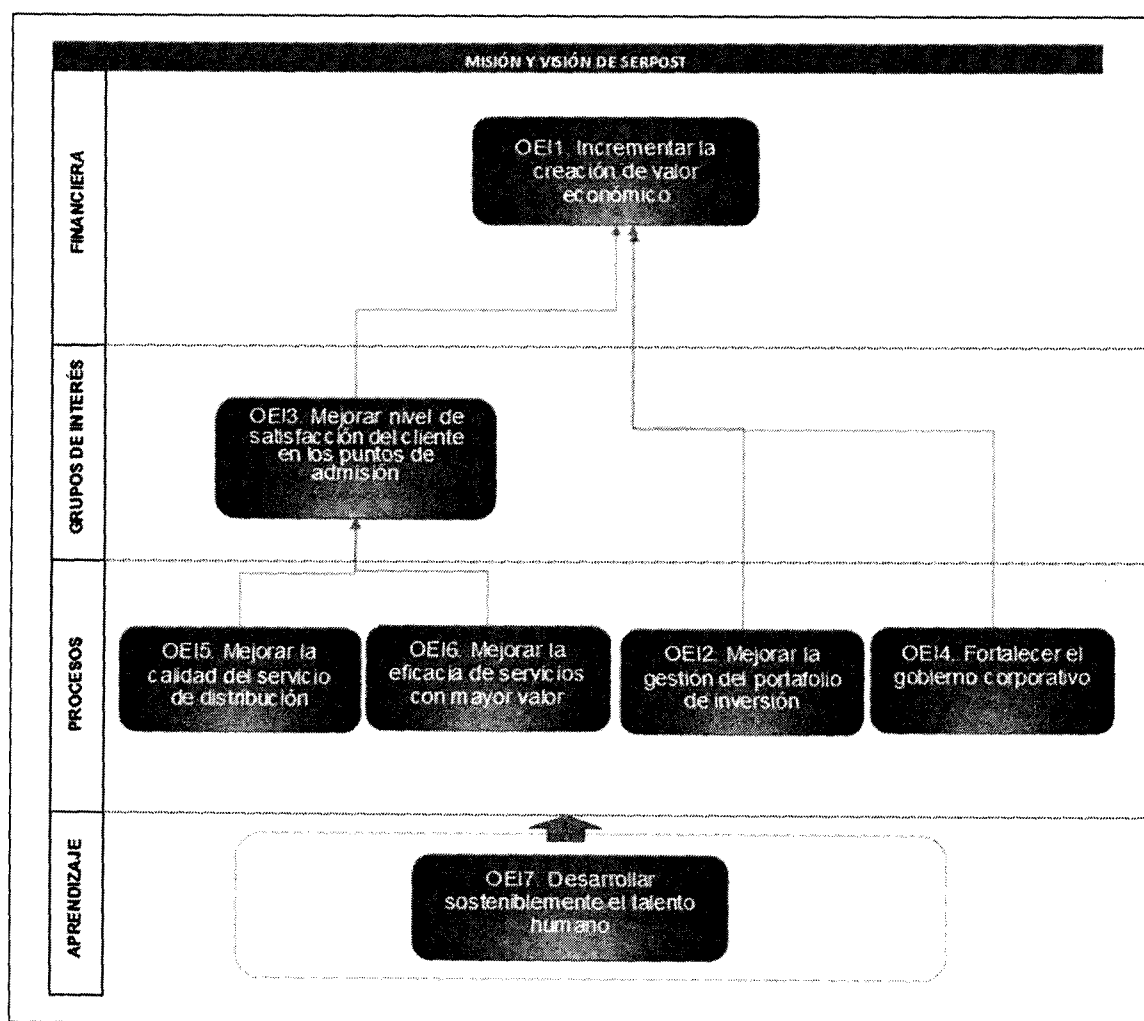 MISIÓN Y VISIÓN DE SERPOST
FINANCIERA
OEI1. Incrementar la
creación de valor
económico
GRUPOS DE INTERÉS
OEI3. Mejorar nivel de
satisfacción del cliente
en los puntos de
admisión
PROCESOS
OEI5. Mejorar la
calidad del servicio
de distribución
OEI6. Mejorar la
eficacia de servicios
con mayor valor
OEI2. Mejorar la
gestión del portafolio
de inversión
OEI4. Fortalecer el
gobierno corporativo
APRENDIZAJE
OEI7. Desarrollar
sosteniblemente el talento
humano